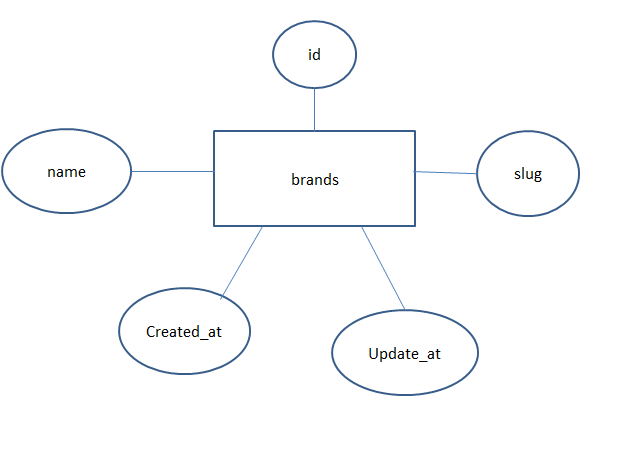 id
name
brands
slug
Created_at
Update_at